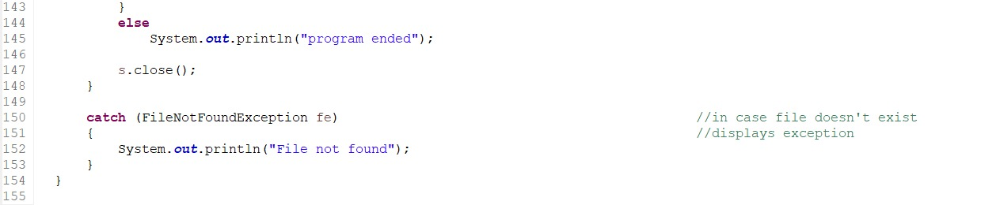 143 }
144 else
145 System.out.println("program ended");
146
147 s.close();
148 }
149
150 catch (FileNotFoundException fe) //in case file doesn't exist
151 { //displays exception
152 System.out.println("File not found");
153 }
154 }
155